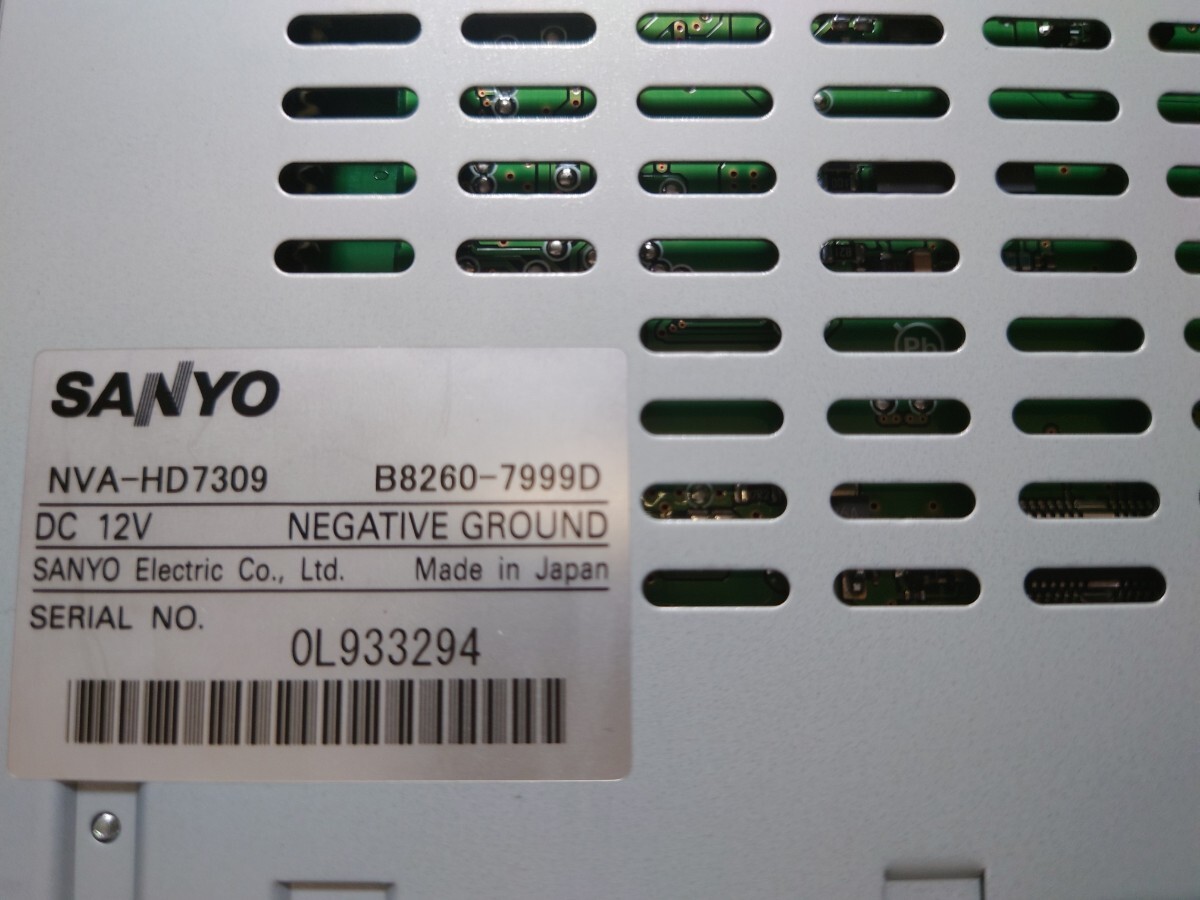 Pb
SANYO
NVA-HD7309 B8260-7999D
DC 12V NEGATIVE GROUND
SANYO Electric Co., Ltd. Made in Japan
SERIAL NO.
0L933294